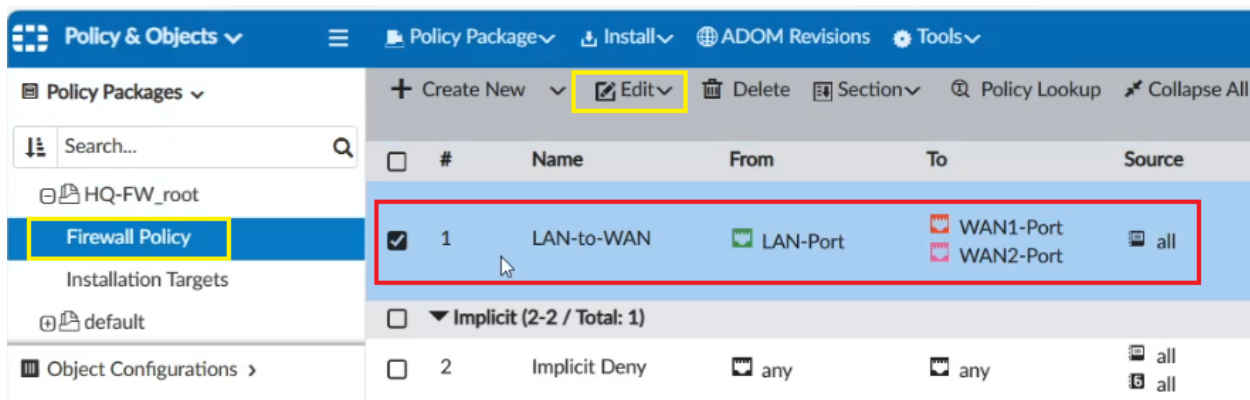 Policy & Objects
Policy Package Install ADOM Revisions Tools
Policy Packages
Create New Edit Delete Section Policy Lookup Collapse All
Search...
# Name From To Source
HQ-FW_root
Firewall Policy
1 LAN-to-WAN LAN-Port WAN1-Port all
WAN2-Port
Installation Targets
default
Implicit (2-2 / Total: 1)
Object Configurations
2 Implicit Deny any any all
all